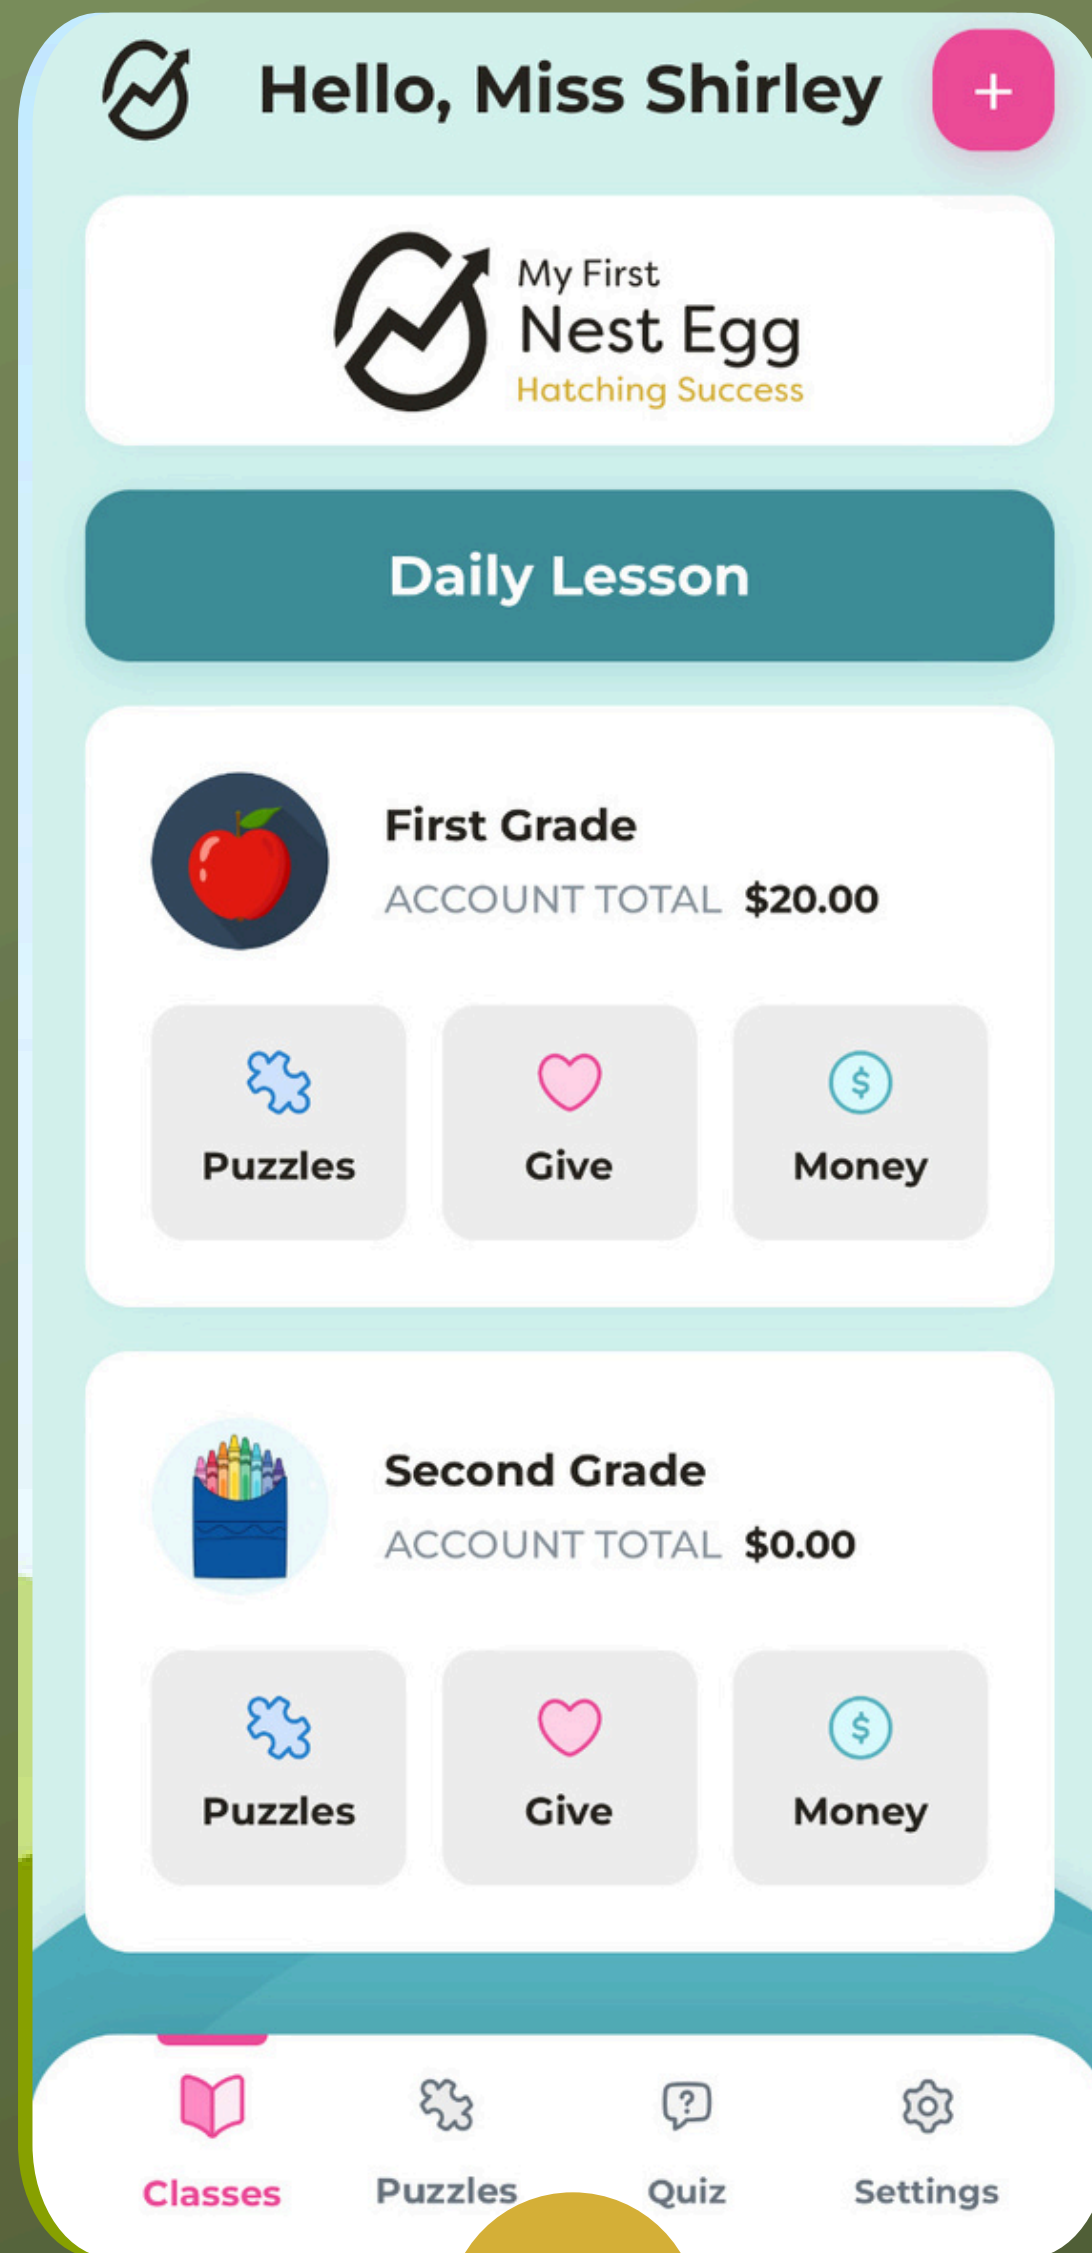 Hello, Miss Shirley
+
My First
Nest Egg
Hatching Success
Daily Lesson
First Grade
ACCOUNT TOTAL $20.00
Puzzles Give Money
Second Grade
ACCOUNT TOTAL $0.00
Puzzles Give Money
Classes Puzzles Quiz Settings